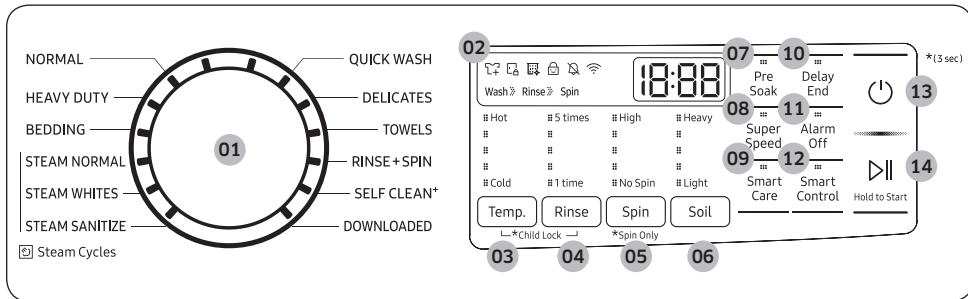 NORMAL
HEAVY DUTY
BEDDING
STEAM NORMAL
STEAM WHITES
STEAM SANITIZE
Steam Cycles
01
QUICK WASH
DELICATES
TOWELS
RINSE+SPIN
SELF CLEAN+
DOWNLOADED
02
Wash» Rinse» Spin
18:88
Hot 5 times High Heavy
Cold 1 time No Spin Light
Temp. Rinse Spin Soil
*Child Lock *Spin Only
03 04 05 06
07 10
Pre Soak
Delay End
08 11
Super Speed
Alarm Off
09 12
Smart Care
Smart Control
*(3 sec)
13
14
Hold to Start